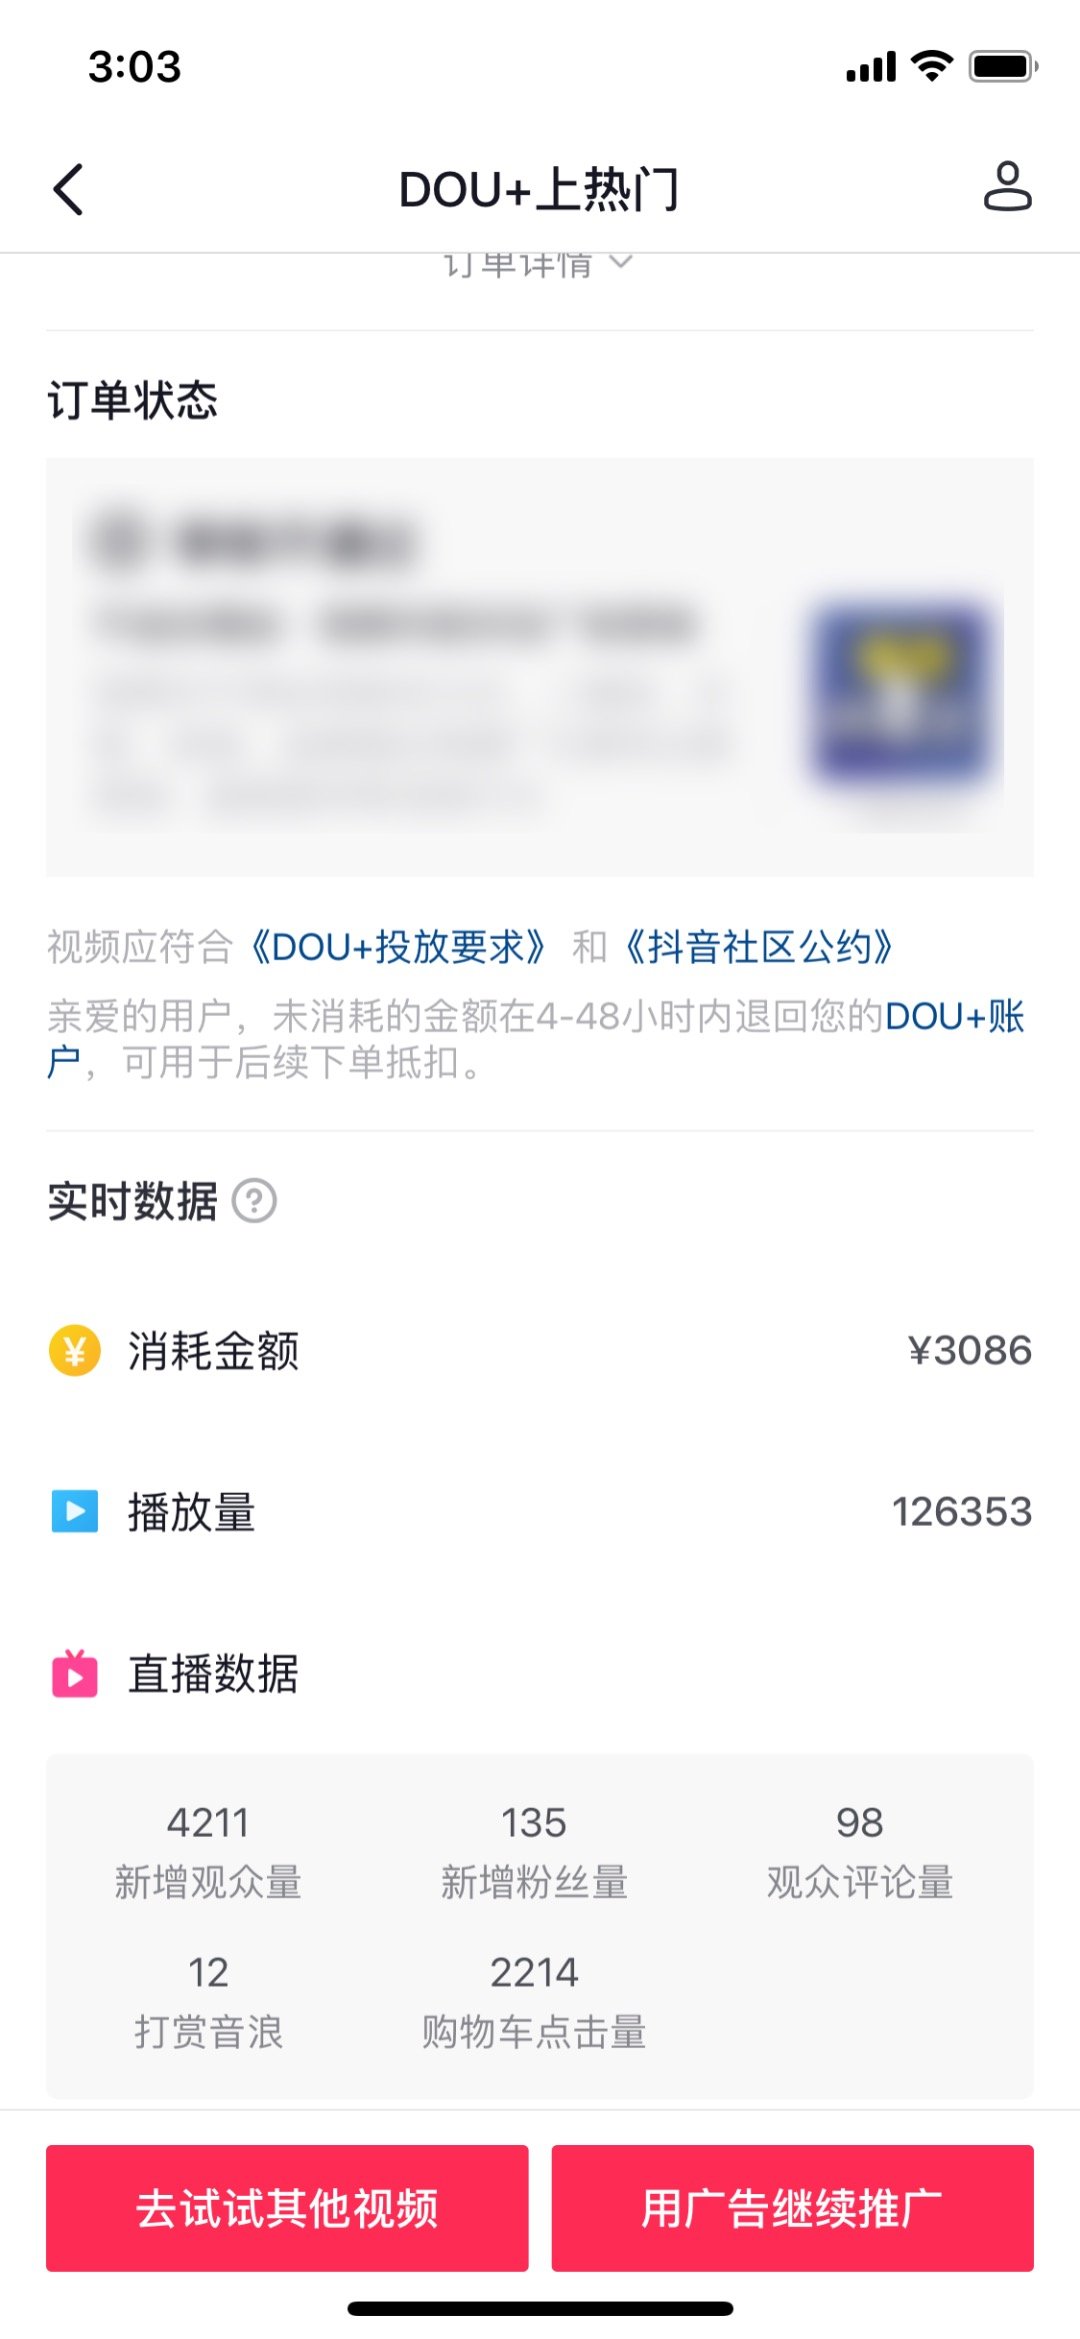 3:03
DOU+上热门
订单详情
订单状态
视频应符合《DOU+投放要求》 和《抖音社区公约》
亲爱的用户，未消耗的金额在4-48小时内退回您的DOU+账
户，可用于后续下单抵扣。
实时数据 ?
¥ 消耗金额 ¥3086
播放量 126353
直播数据
4211 135 98
新增观众量 新增粉丝量 观众评论量
12 2214
打赏音浪 购物车点击量
去试试其他视频 用广告继续推广